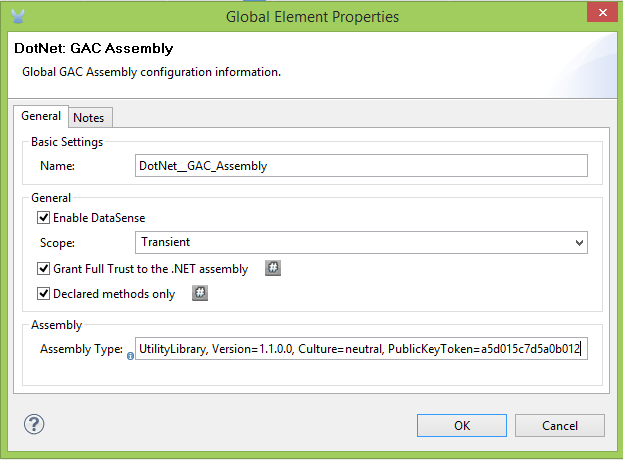 Global Element Properties
DotNet: GAC Assembly
Global GAC Assembly configuration information.
General Notes
Basic Settings
Name: DotNet__GAC_Assembly
General
Enable DataSense
Scope: Transient
Grant Full Trust to the .NET assembly
Declared methods only
Assembly
Assembly Type: UtilityLibrary, Version=1.1.0.0, Culture=neutral, PublicKeyToken=a5d015c7d5a0b012
OK Cancel